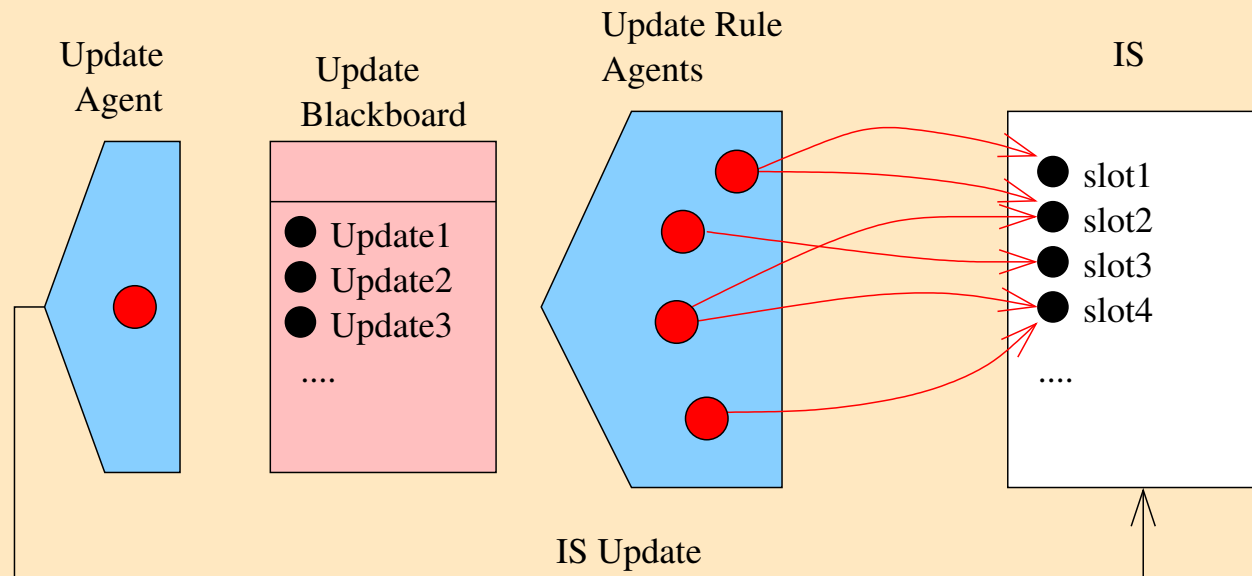 Update
Agent
Update
Blackboard
Update1
Update2
Update3
....
Update Rule
Agents
IS
slot1
slot2
slot3
slot4
....
IS Update